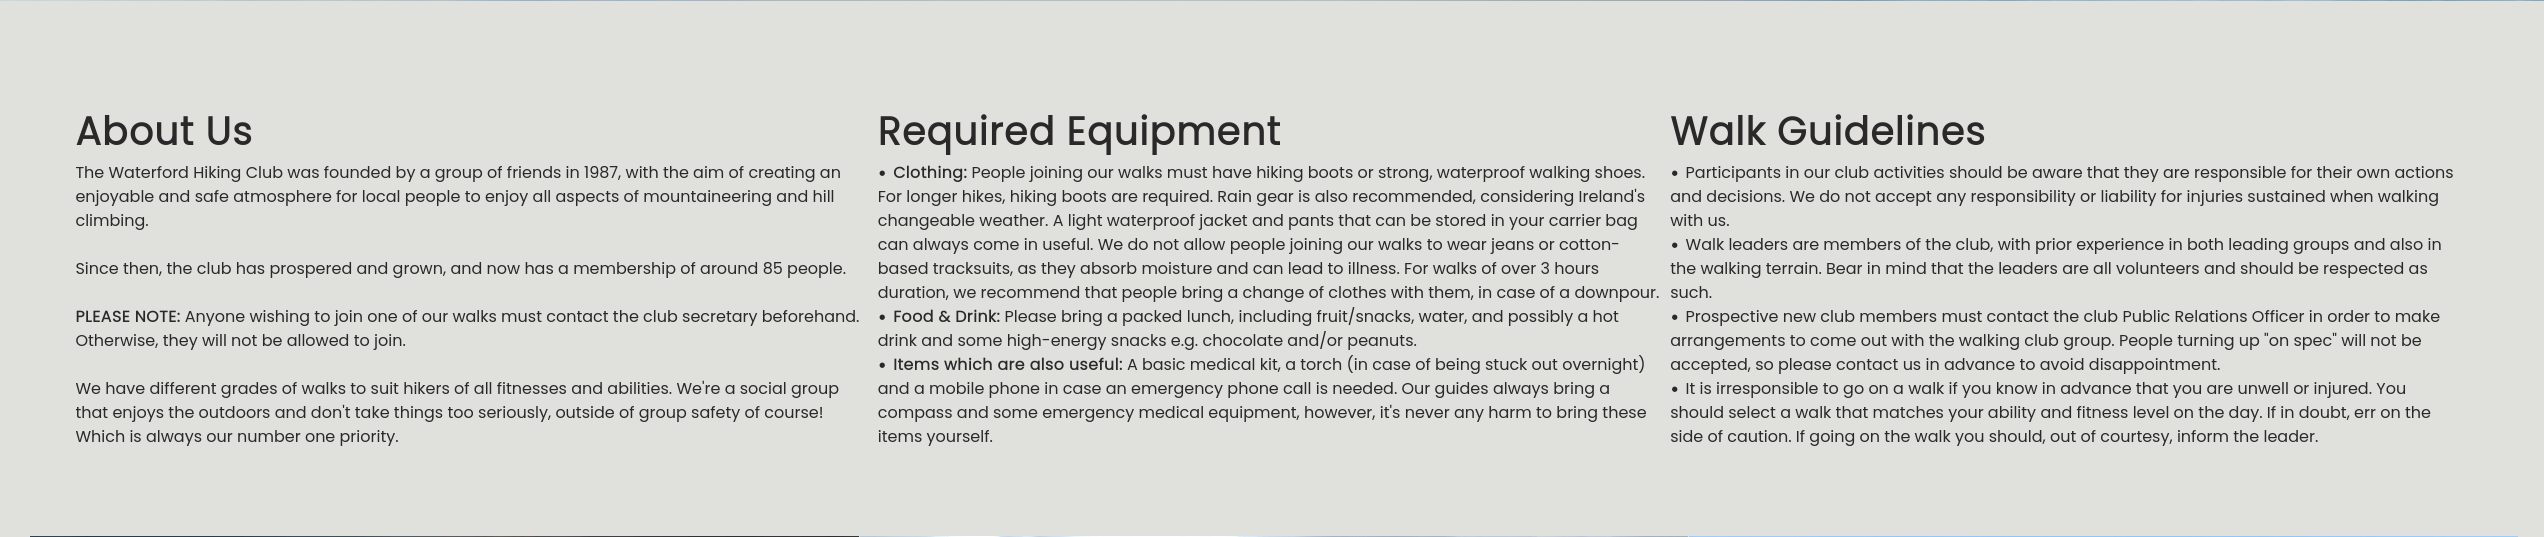 About Us
The Waterford Hiking Club was founded by a group of friends in 1987, with the aim of creating an
enjoyable and safe atmosphere for local people to enjoy all aspects of mountaineering and hill
climbing.
Since then, the club has prospered and grown, and now has a membership of around 85 people.
PLEASE NOTE: Anyone wishing to join one of our walks must contact the club secretary beforehand.
Otherwise, they will not be allowed to join.
We have different grades of walks to suit hikers of all fitnesses and abilities. We're a social group
that enjoys the outdoors and don't take things too seriously, outside of group safety of course!
Which is always our number one priority.
Required Equipment
• Clothing: People joining our walks must have hiking boots or strong, waterproof walking shoes.
For longer hikes, hiking boots are required. Rain gear is also recommended, considering Ireland's
changeable weather. A light waterproof jacket and pants that can be stored in your carrier bag
can always come in useful. We do not allow people joining our walks to wear jeans or cotton-
based tracksuits, as they absorb moisture and can lead to illness. For walks of over 3 hours
duration, we recommend that people bring a change of clothes with them, in case of a downpour.
• Food & Drink: Please bring a packed lunch, including fruit/snacks, water, and possibly a hot
drink and some high-energy snacks e.g. chocolate and/or peanuts.
• Items which are also useful: A basic medical kit, a torch (in case of being stuck out overnight)
and a mobile phone in case an emergency phone call is needed. Our guides always bring a
compass and some emergency medical equipment, however, it's never any harm to bring these
items yourself.
Walk Guidelines
• Participants in our club activities should be aware that they are responsible for their own actions
and decisions. We do not accept any responsibility or liability for injuries sustained when walking
with us.
• Walk leaders are members of the club, with prior experience in both leading groups and also in
the walking terrain. Bear in mind that the leaders are all volunteers and should be respected as
such.
• Prospective new club members must contact the club Public Relations Officer in order to make
arrangements to come out with the walking club group. People turning up "on spec" will not be
accepted, so please contact us in advance to avoid disappointment.
• It is irresponsible to go on a walk if you know in advance that you are unwell or injured. You
should select a walk that matches your ability and fitness level on the day. If in doubt, err on the
side of caution. If going on the walk you should, out of courtesy, inform the leader.